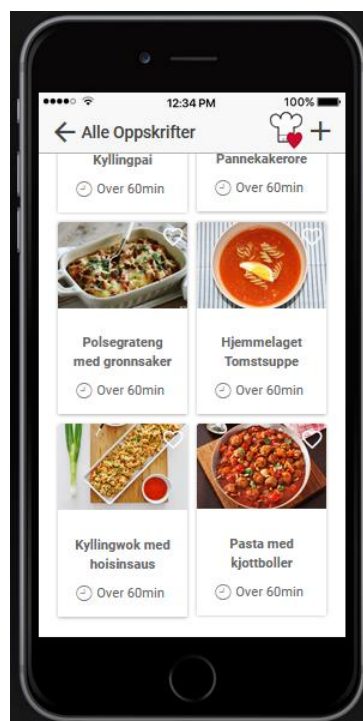 12:34 PM
100%
Alle Oppskrifter
Kyllingpai
Pannekakerore
Over 60min
Over 60min
Polsegrateng
med gronnsaker
Hjemmelaget
Tomstsuppe
Over 60min
Over 60min
Kyllingwok med
hoisinsaus
Pasta med
kjottboller
Over 60min
Over 60min